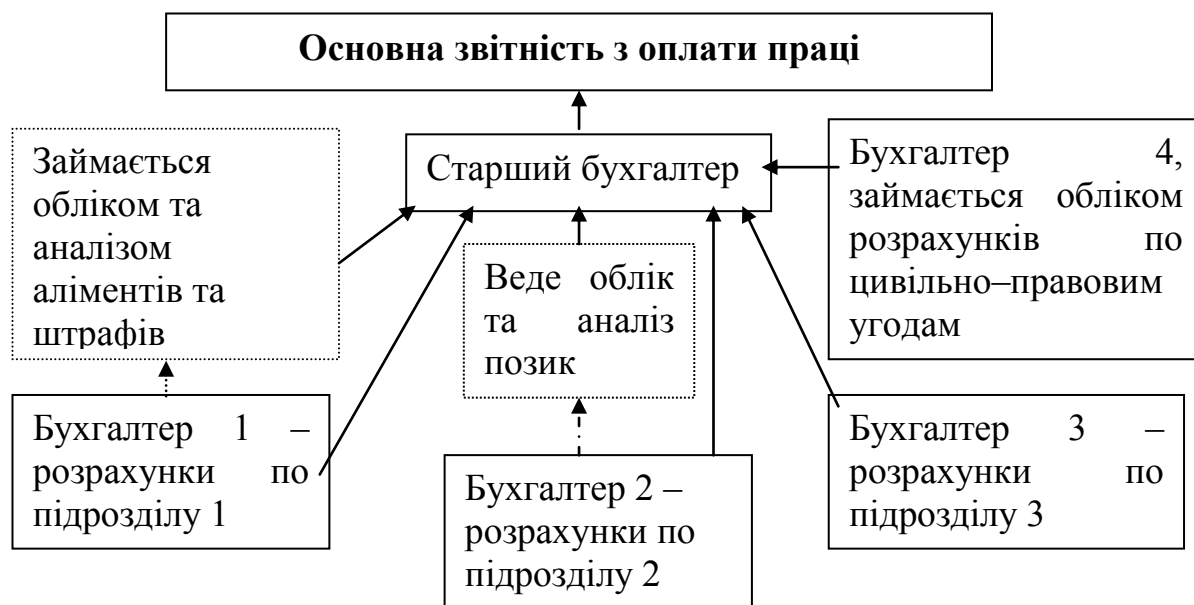 Основна звітність з оплати праці
Займається
обліком та
аналізом
аліментів та
штрафів
Старший бухгалтер
Бухгалтер 4,
займається обліком
розрахунків по
цивільно–правовим
угодам
Веде облік
та аналіз
позик
Бухгалтер 1 –
розрахунки по
підрозділу 1
Бухгалтер 2 –
розрахунки по
підрозділу 2
Бухгалтер 3 –
розрахунки по
підрозділу 3